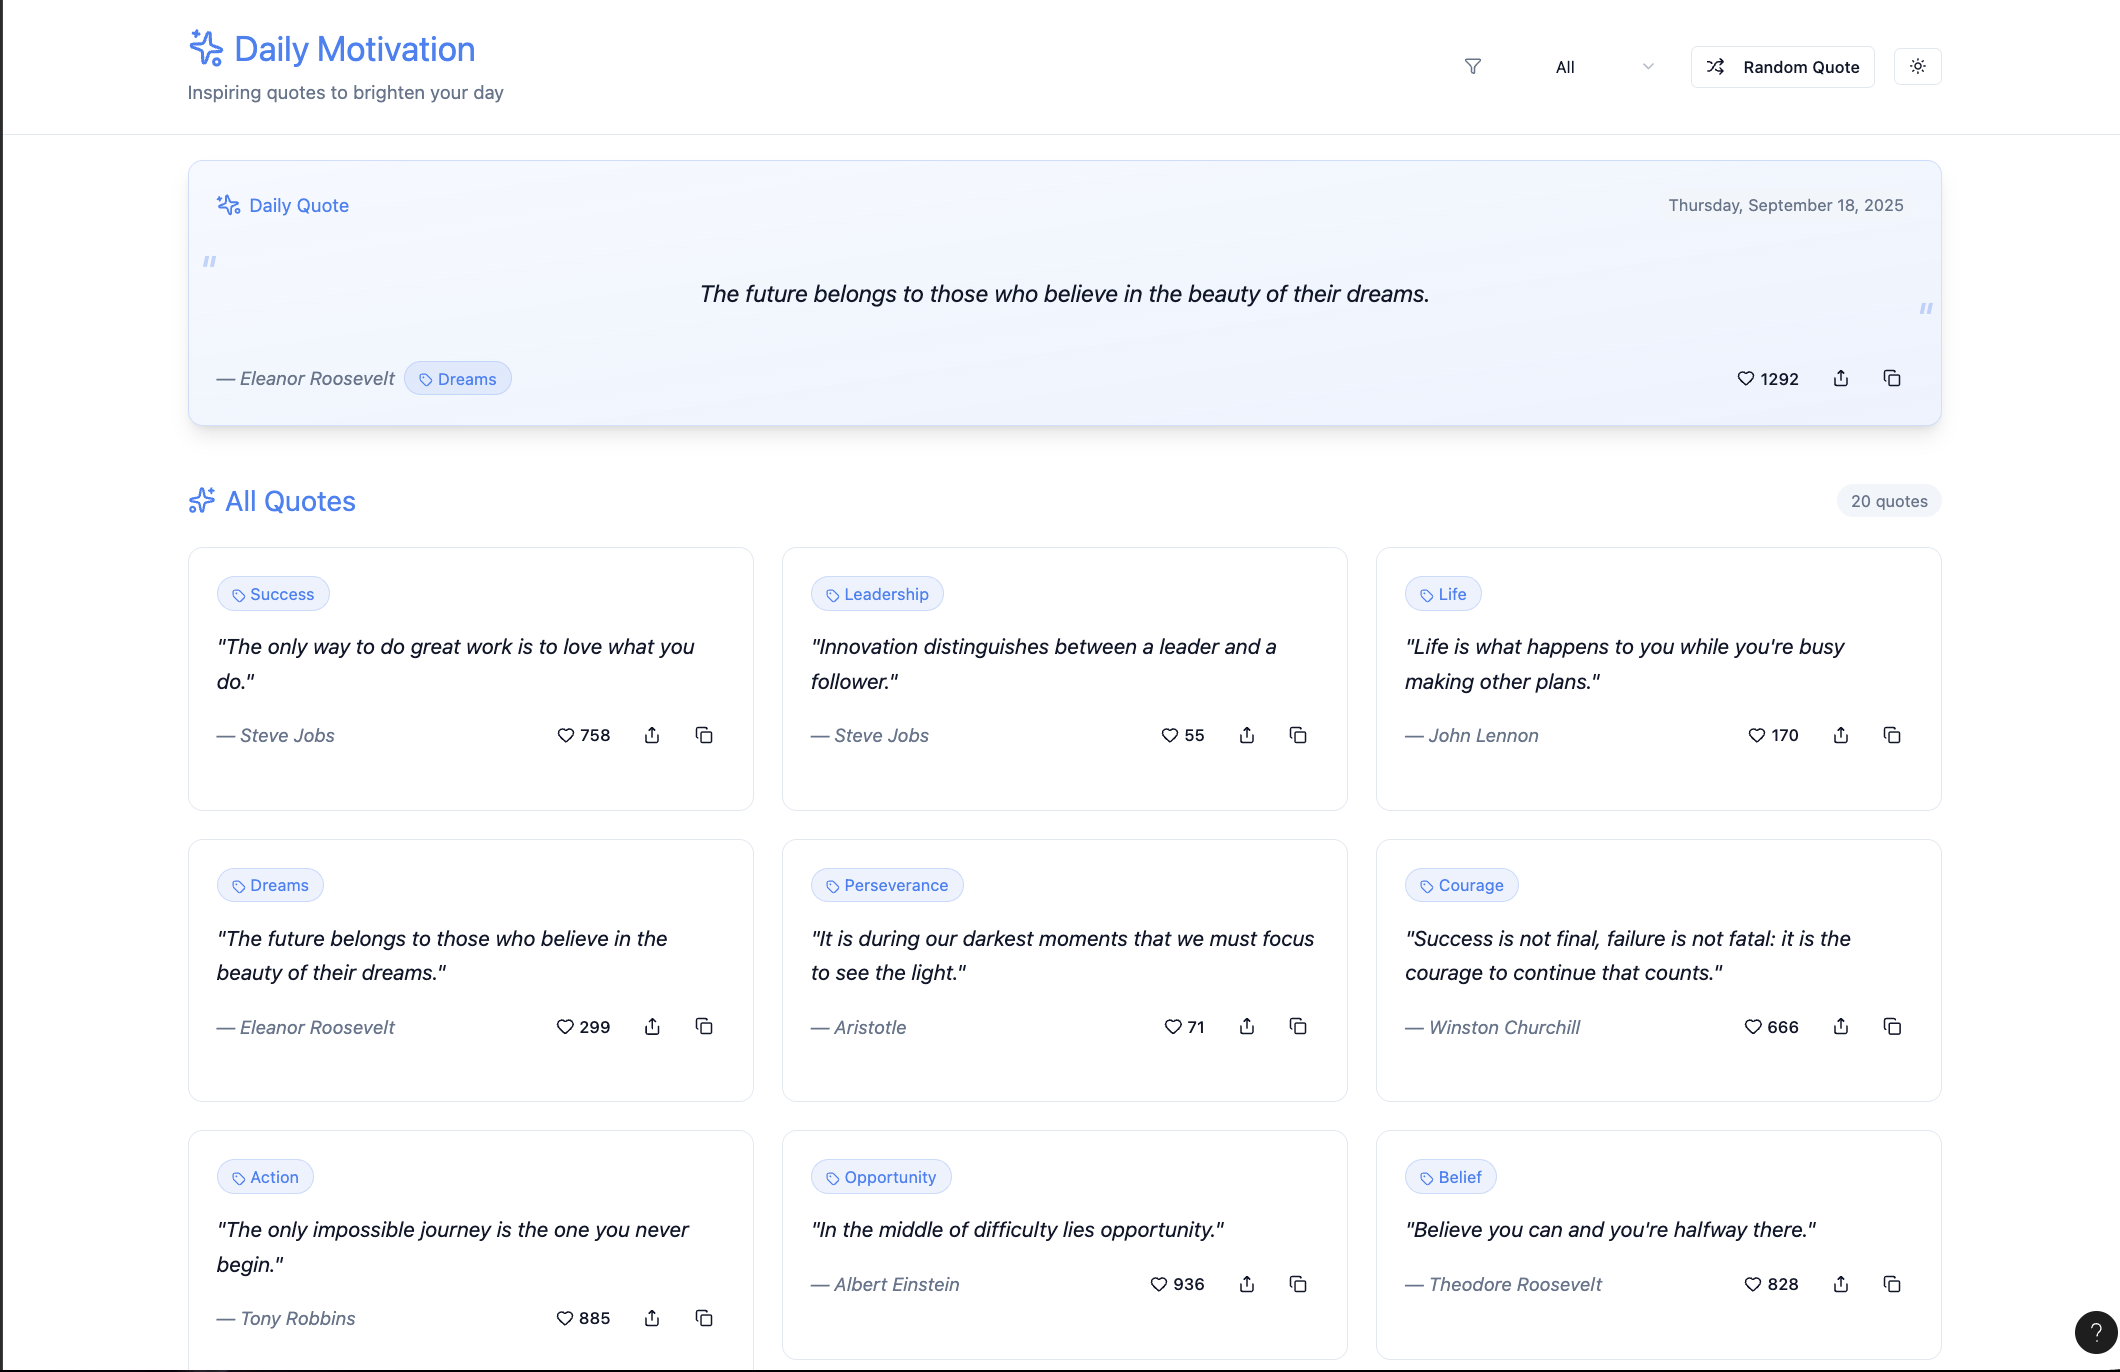 Daily Motivation
Inspiring quotes to brighten your day
All
Random Quote
Daily Quote
Thursday, September 18, 2025
"
The future belongs to those who believe in the beauty of their dreams.
"
— Eleanor Roosevelt
Dreams
1292
All Quotes
20 quotes
Success
"The only way to do great work is to love what you
do."
— Steve Jobs
758
Leadership
"Innovation distinguishes between a leader and a
follower."
— Steve Jobs
55
Life
"Life is what happens to you while you're busy
making other plans."
— John Lennon
170
Dreams
"The future belongs to those who believe in the
beauty of their dreams."
— Eleanor Roosevelt
299
Perseverance
"It is during our darkest moments that we must focus
to see the light."
— Aristotle
71
Courage
"Success is not final, failure is not fatal: it is the
courage to continue that counts."
— Winston Churchill
666
Action
"The only impossible journey is the one you never
begin."
— Tony Robbins
885
Opportunity
"In the middle of difficulty lies opportunity."
— Albert Einstein
936
Belief
"Believe you can and you're halfway there."
— Theodore Roosevelt
828
?